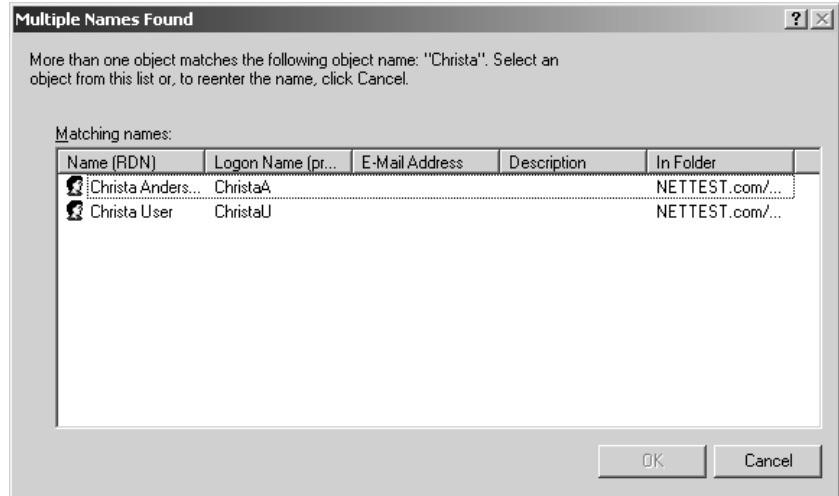 Multiple Names Found
More than one object matches the following object name: "Christa". Select an
object from this list or, to reenter the name, click Cancel.
Matching names:
Name (RDN) Logon Name (pr... E-Mail Address Description In Folder
Christa Anders... ChristaA NETTEST.com/...
Christa User ChristaU NETTEST.com/...
OK Cancel